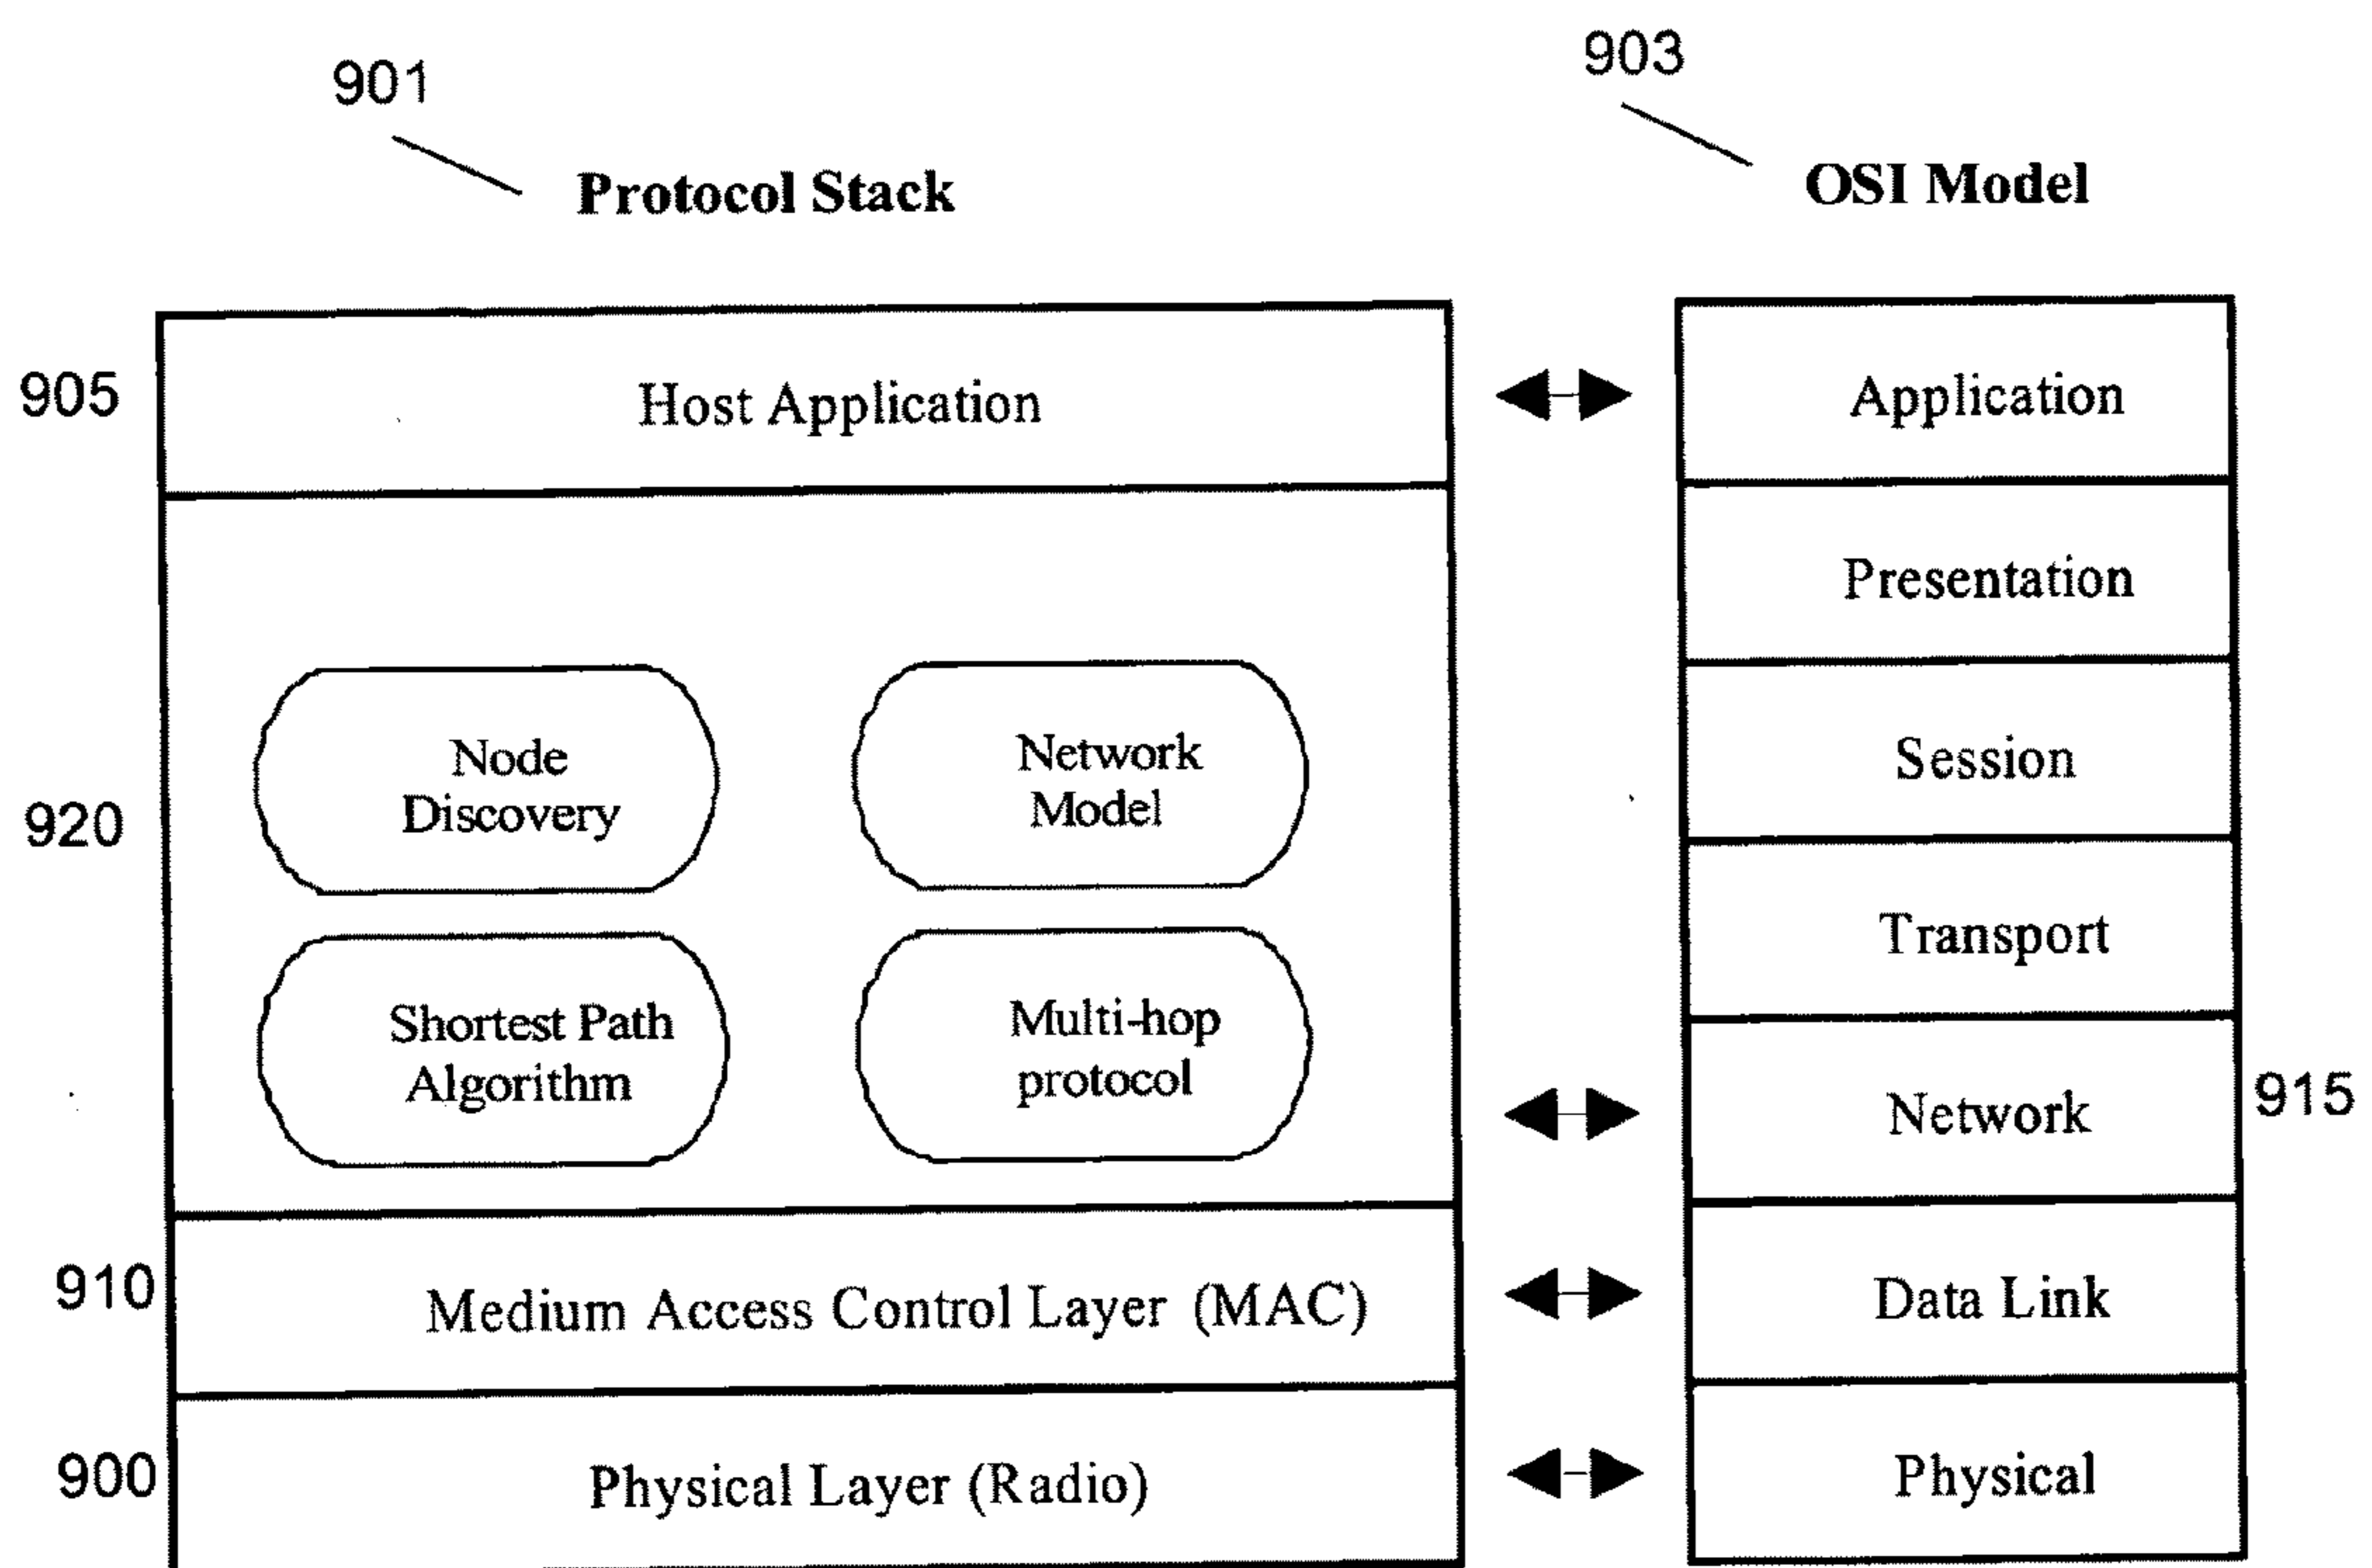 901
903
Protocol Stack
OSI Model
905
Host Application
Application
Presentation
Session
Transport
920
Node
Discovery
Network
Model
Shortest Path
Algorithm
Multi-hop
protocol
Network
915
910
Medium Access Control Layer (MAC)
Data Link
900
Physical Layer (Radio)
Physical